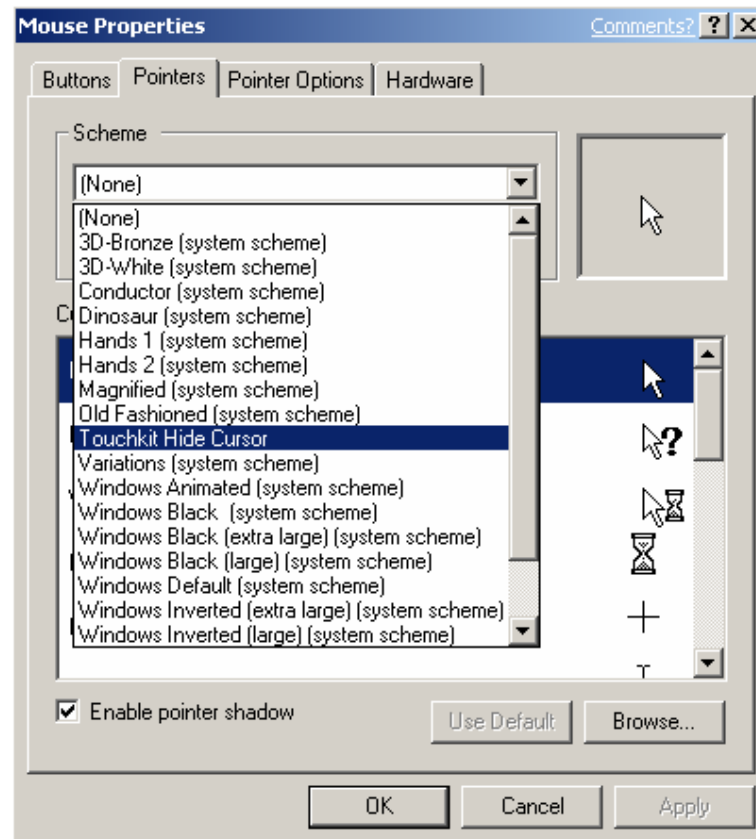 Mouse Properties Comments? ? X
Buttons Pointers Pointer Options Hardware
Scheme
(None)
(None)
3D-Bronze (system scheme)
3D-White (system scheme)
Conductor (system scheme)
Dinosaur (system scheme)
Hands 1 (system scheme)
Hands 2 (system scheme)
Magnified (system scheme)
Old Fashioned (system scheme)
Touchkit Hide Cursor
Variations (system scheme)
Windows Animated (system scheme)
Windows Black  (system scheme)
Windows Black (extra large) (system scheme)
Windows Black (large) (system scheme)
Windows Default (system scheme)
Windows Inverted (extra large) (system scheme)
Windows Inverted (large) (system scheme)
Enable pointer shadow
Use Default Browse...
OK Cancel Apply